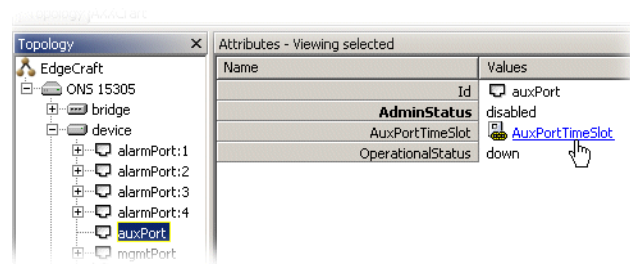 Topology X
EdgeCraft
ONS 15305
bridge
device
alarmPort:1
alarmPort:2
alarmPort:3
alarmPort:4
auxPort
mgmtPort
Attributes - Viewing selected
Name Values
Id auxPort
AdminStatus disabled
AuxPortTimeSlot AuxPortTimeSlot
OperationalStatus down